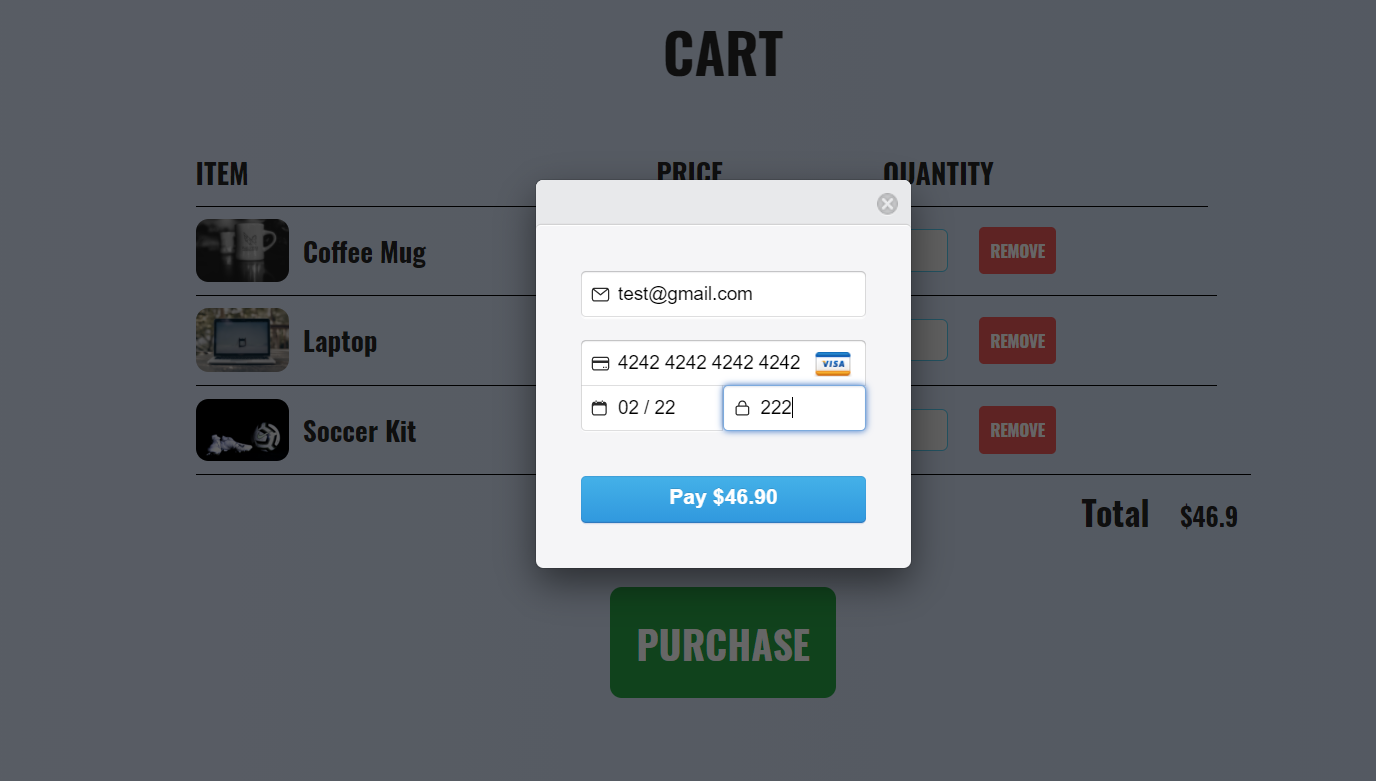 CART
ITEM PRICE QUANTITY
Coffee Mug REMOVE
test@gmail.com
Laptop REMOVE
4242 4242 4242 4242 VISA
02 / 22 222
Soccer Kit REMOVE
Pay $46.90
Total $46.9
PURCHASE